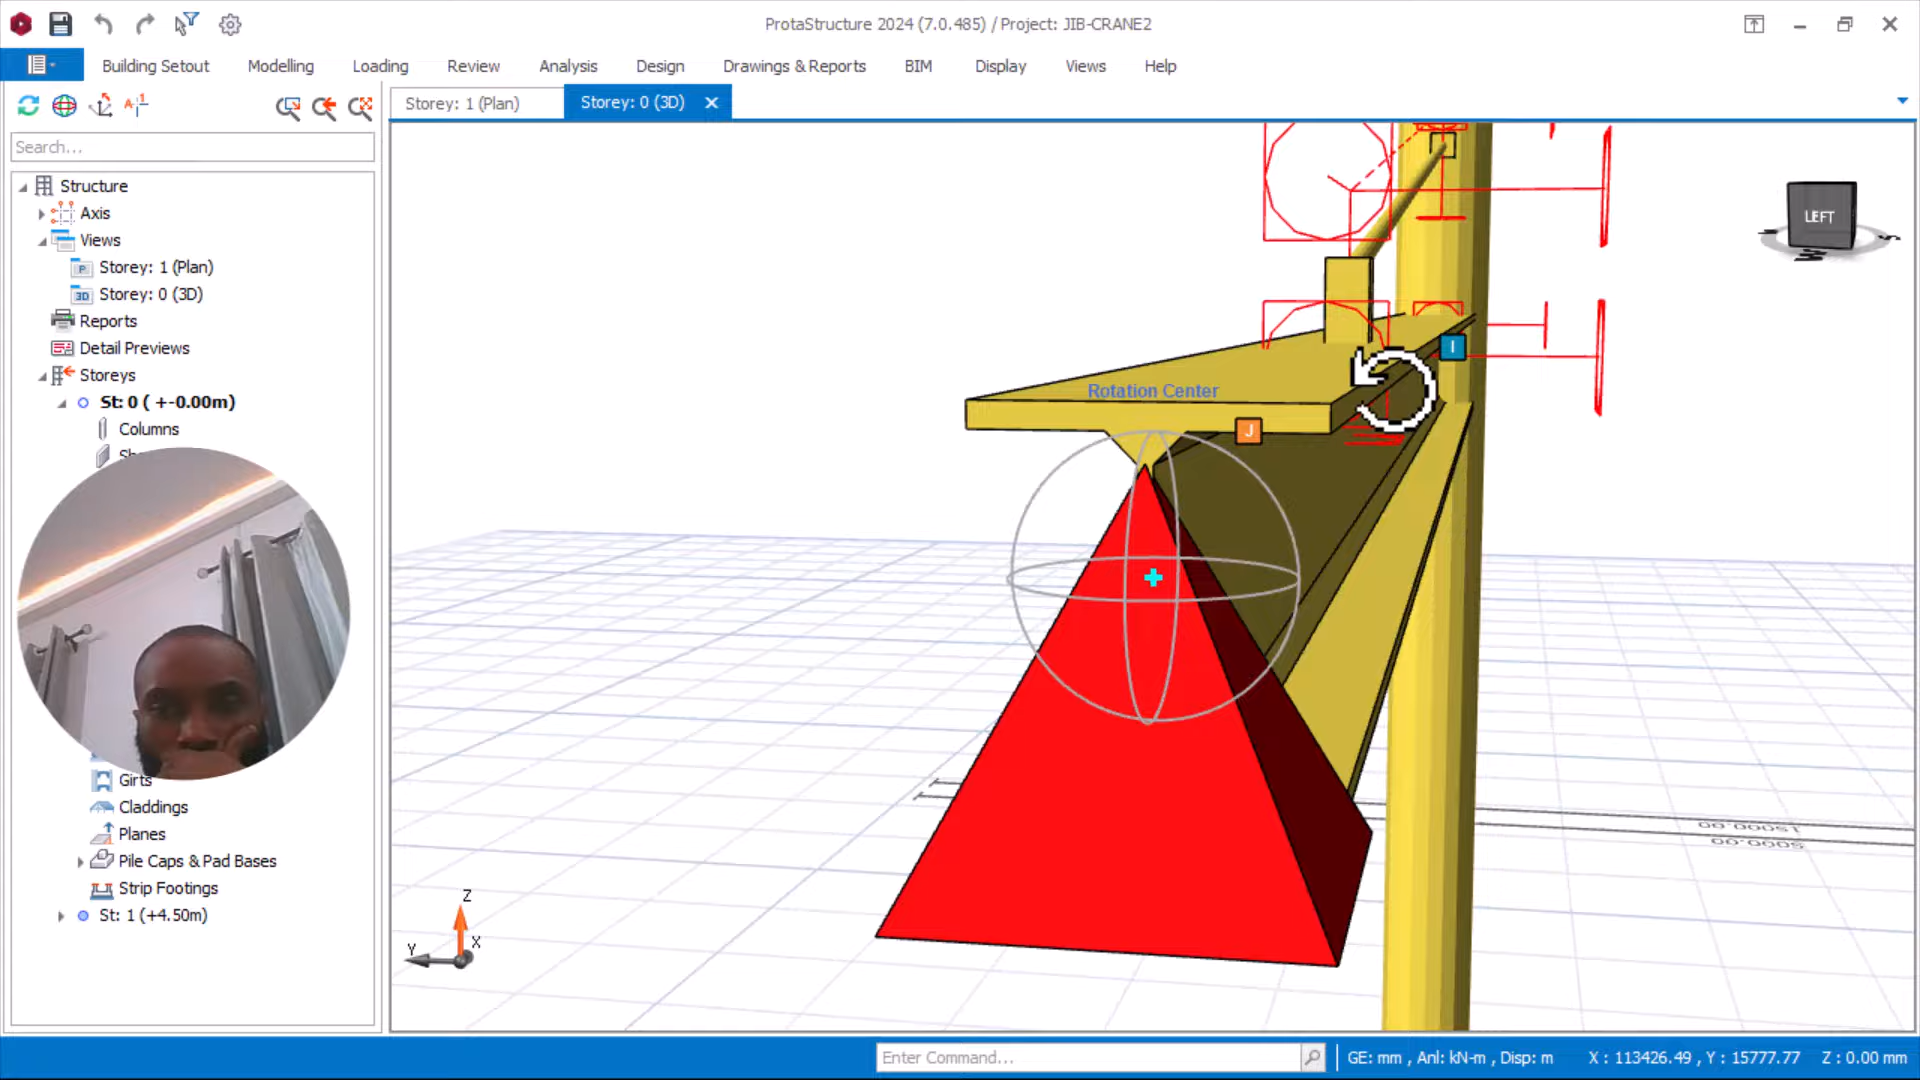 ProtaStructure 2024 (7.0.485) / Project: JIB-CRANE2
Building Setout
Modelling
Loading
Review
Analysis
Design
Drawings & Reports
BIM
Display
Views
Help
Storey: 1 (Plan)
Storey: 0 (3D)
Search...
Structure
Axis
Views
Storey: 1 (Plan)
Storey: 0 (3D)
Reports
Detail Previews
Storeys
St: 0 ( +-0.00m)
Columns
Girts
Claddings
Planes
Pile Caps & Pad Bases
Strip Footings
St: 1 (+4.50m)
LEFT
Rotation Center
I
J
15000.00
5000.00
Z
Y
X
Enter Command...
GE: mm , Anl: kN-m , Disp: m
X : 113426.49 , Y : 15777.77
Z : 0.00 mm